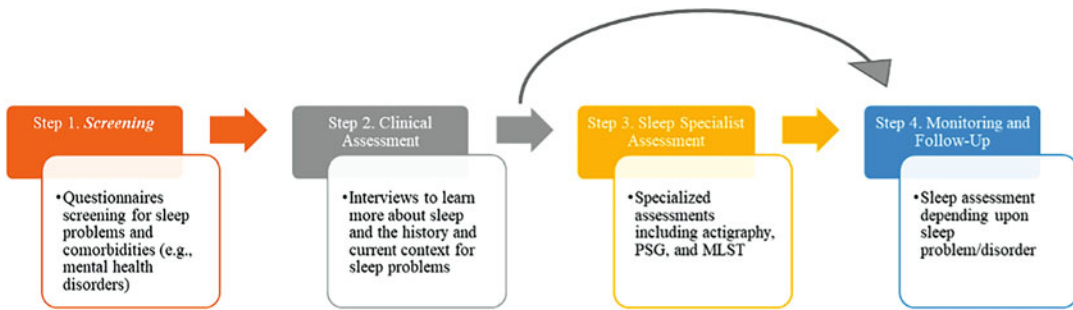 Step 1. Screening
•Questionnaires
screening for sleep
problems and
comorbidities (e.g.,
mental health
disorders)
Step 2. Clinical
Assessment
•Interviews to learn
more about sleep
and the history and
current context for
sleep problems
Step 3. Sleep Specialist
Assessment
•Specialized
assessments
including actigraphy,
PSG, and MLST
Step 4. Monitoring and
Follow-Up
•Sleep assessment
depending upon
sleep
problem/disorder